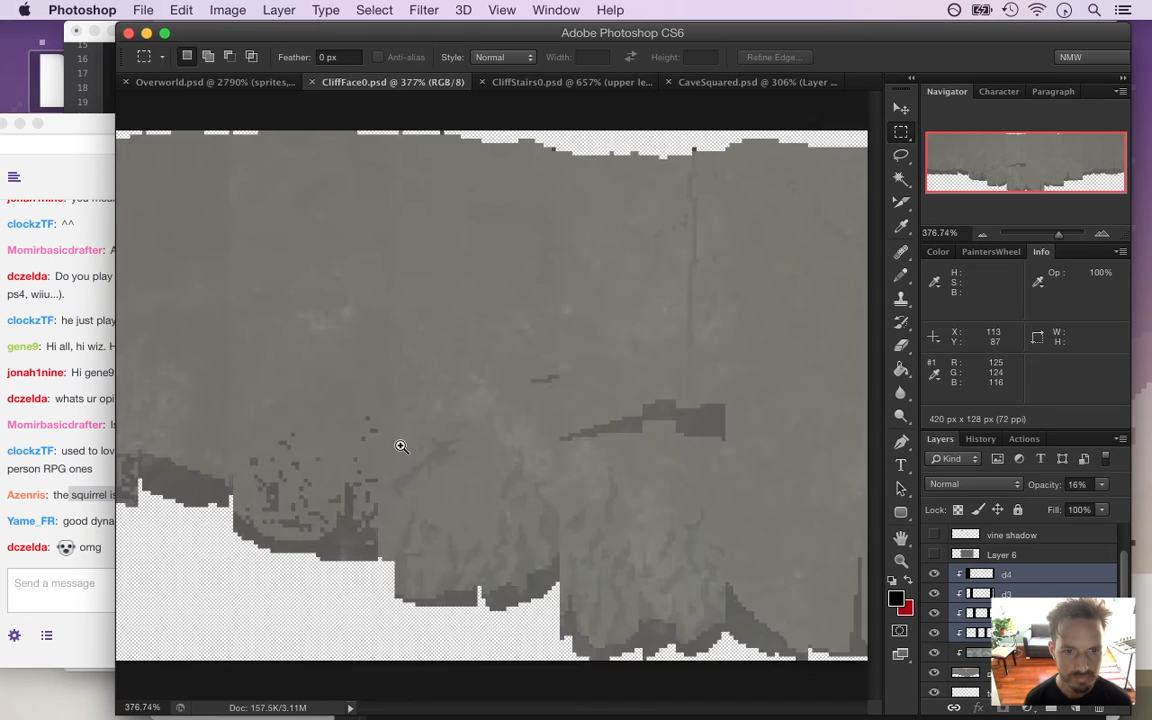 Photoshop File Edit Image Layer Type Select Filter 3D View Window Help
Adobe Photoshop CS6
Feather: 0 px Anti-alias Style: Normal Width: Height: Refine Edge... NMW
× Overworld.psd @ 2790% (sprites,... × CliffFace0.psd @ 377% (RGB/8) × CliffStairs0.psd @ 657% (upper le... × CaveSquared.psd @ 306% (Layer ...
15
16
17
18
19
Navigator Character Paragraph
376.74%
Color PaintersWheel Info
H:
S:
B:
Op: 100%
X: 113
Y: 87
W:
H:
#1 R: 125
G: 124
B: 116
420 px x 128 px (72 ppi)
Layers History Actions
Kind
Normal Opacity: 16%
Lock: Fill: 100%
vine shadow
Layer 6
d4
d3
clockzTF: ^^
Momirbasicdrafter: A
dczelda: Do you play
ps4, wiiu...).
clockzTF: he just play
gene9: Hi all, hi wiz. H
jonah1nine: Hi gene9
dczelda: whats ur opi
Momirbasicdrafter: Is
clockzTF: used to lov
person RPG ones
Azenris: the squirrel is
Yame_FR: good dyna
dczelda: omg
Send a message
376.74% Doc: 157.5K/3.11M